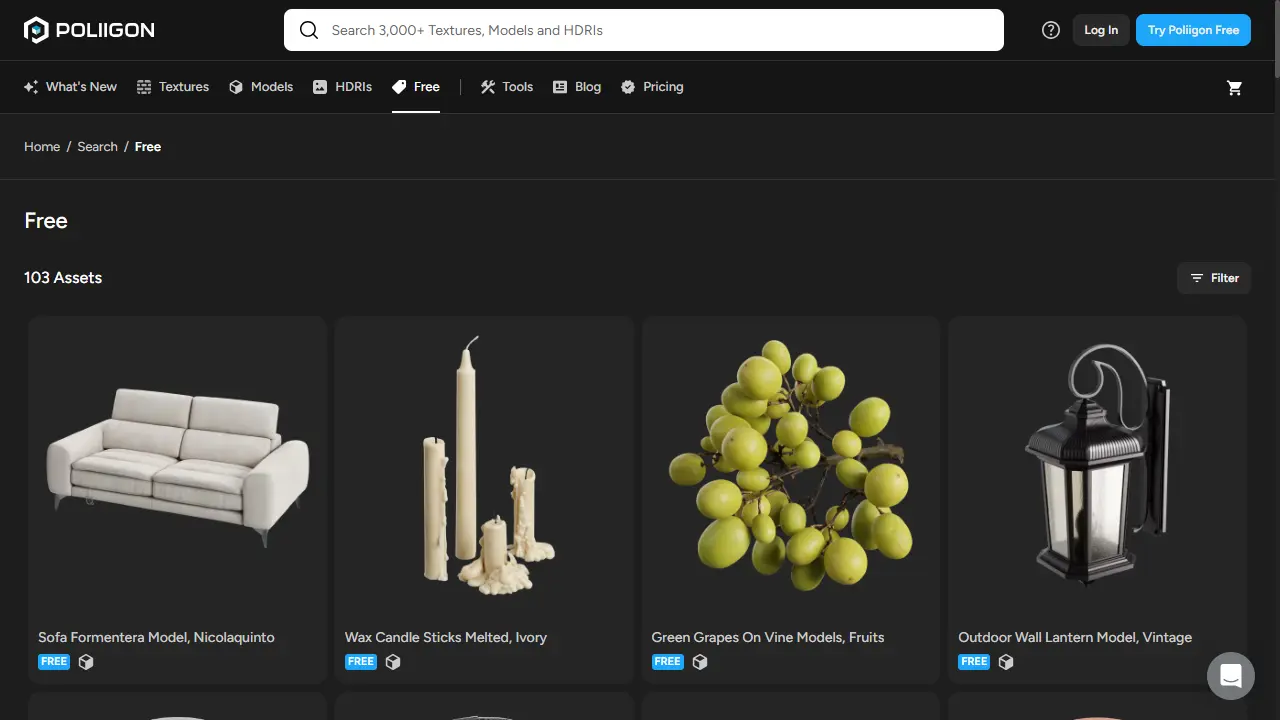 POLIIGON
Search 3,000+ Textures, Models and HDRIs
Log In
Try Poliigon Free
What's New
Textures
Models
HDRIs
Free
Tools
Blog
Pricing
Home / Search / Free
Free
103 Assets
Filter
Sofa Formentera Model, Nicolaquinto
FREE
Wax Candle Sticks Melted, Ivory
FREE
Green Grapes On Vine Models, Fruits
FREE
Outdoor Wall Lantern Model, Vintage
FREE